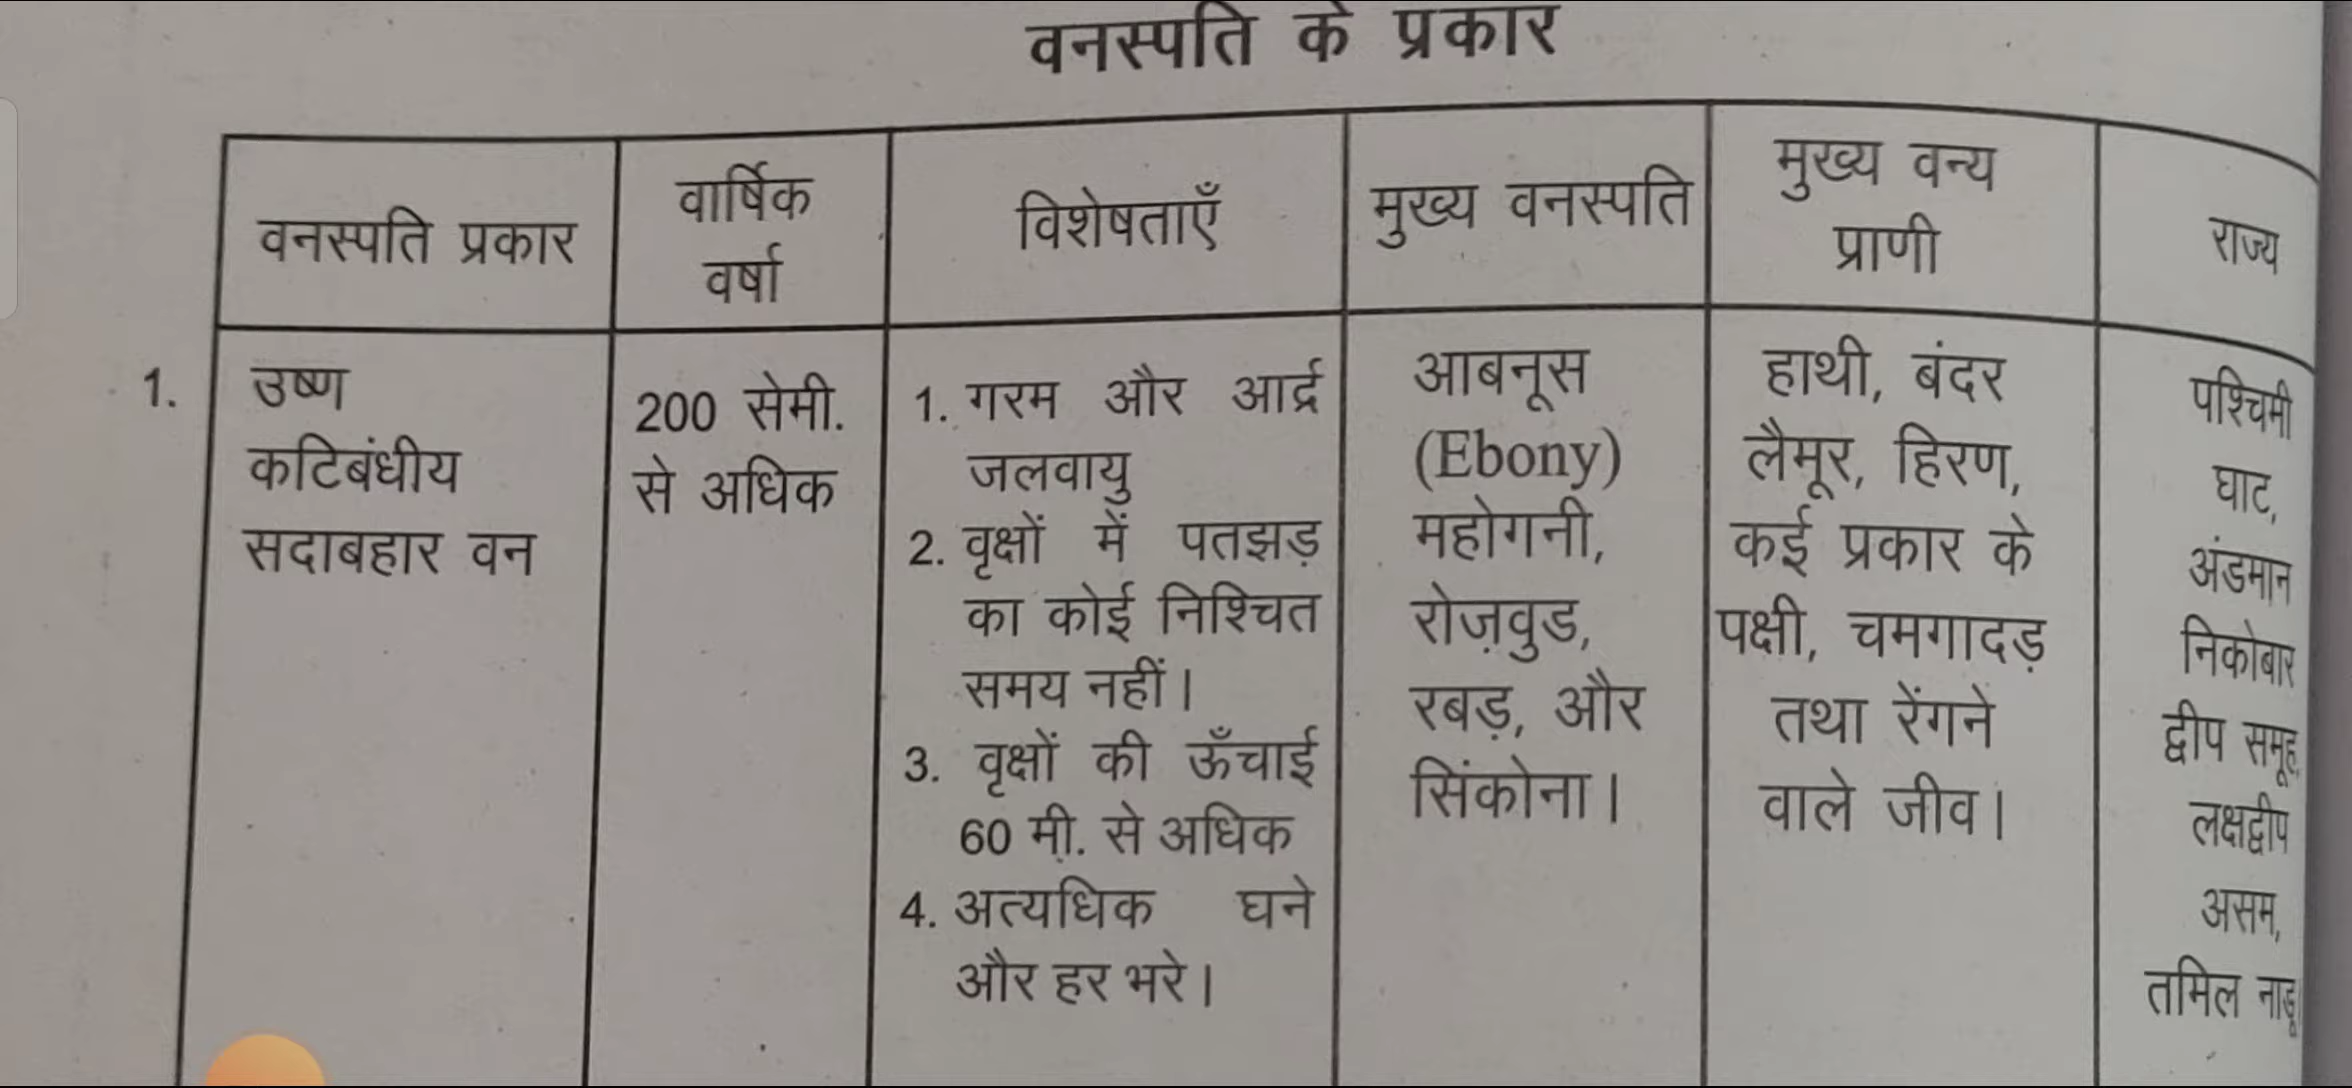 वनस्पति के प्रकार
वनस्पति प्रकार
वार्षिक
वर्षा
विशेषताएँ
मुख्य वनस्पति
मुख्य वन्य
प्राणी
राज्य
1.
उष्ण
कटिबंधीय
सदाबहार वन
200 सेमी.
से अधिक
1. गरम और आर्द्र
जलवायु
2. वृक्षों में पतझड़
का कोई निश्चित
समय नहीं।
3. वृक्षों की ऊँचाई
60 मी. से अधिक
4. अत्यधिक घने
और हर भरे।
आबनूस
(Ebony)
महोगनी,
रोज़वुड,
रबड़, और
सिंकोना।
हाथी, बंदर
लैमूर, हिरण,
कई प्रकार के
पक्षी, चमगादड़
तथा रेंगने
वाले जीव।
पश्चिमी
घाट,
अंडमान
निकोबार
द्वीप समूह,
लक्षद्वीप
असम,
तमिल नाडू